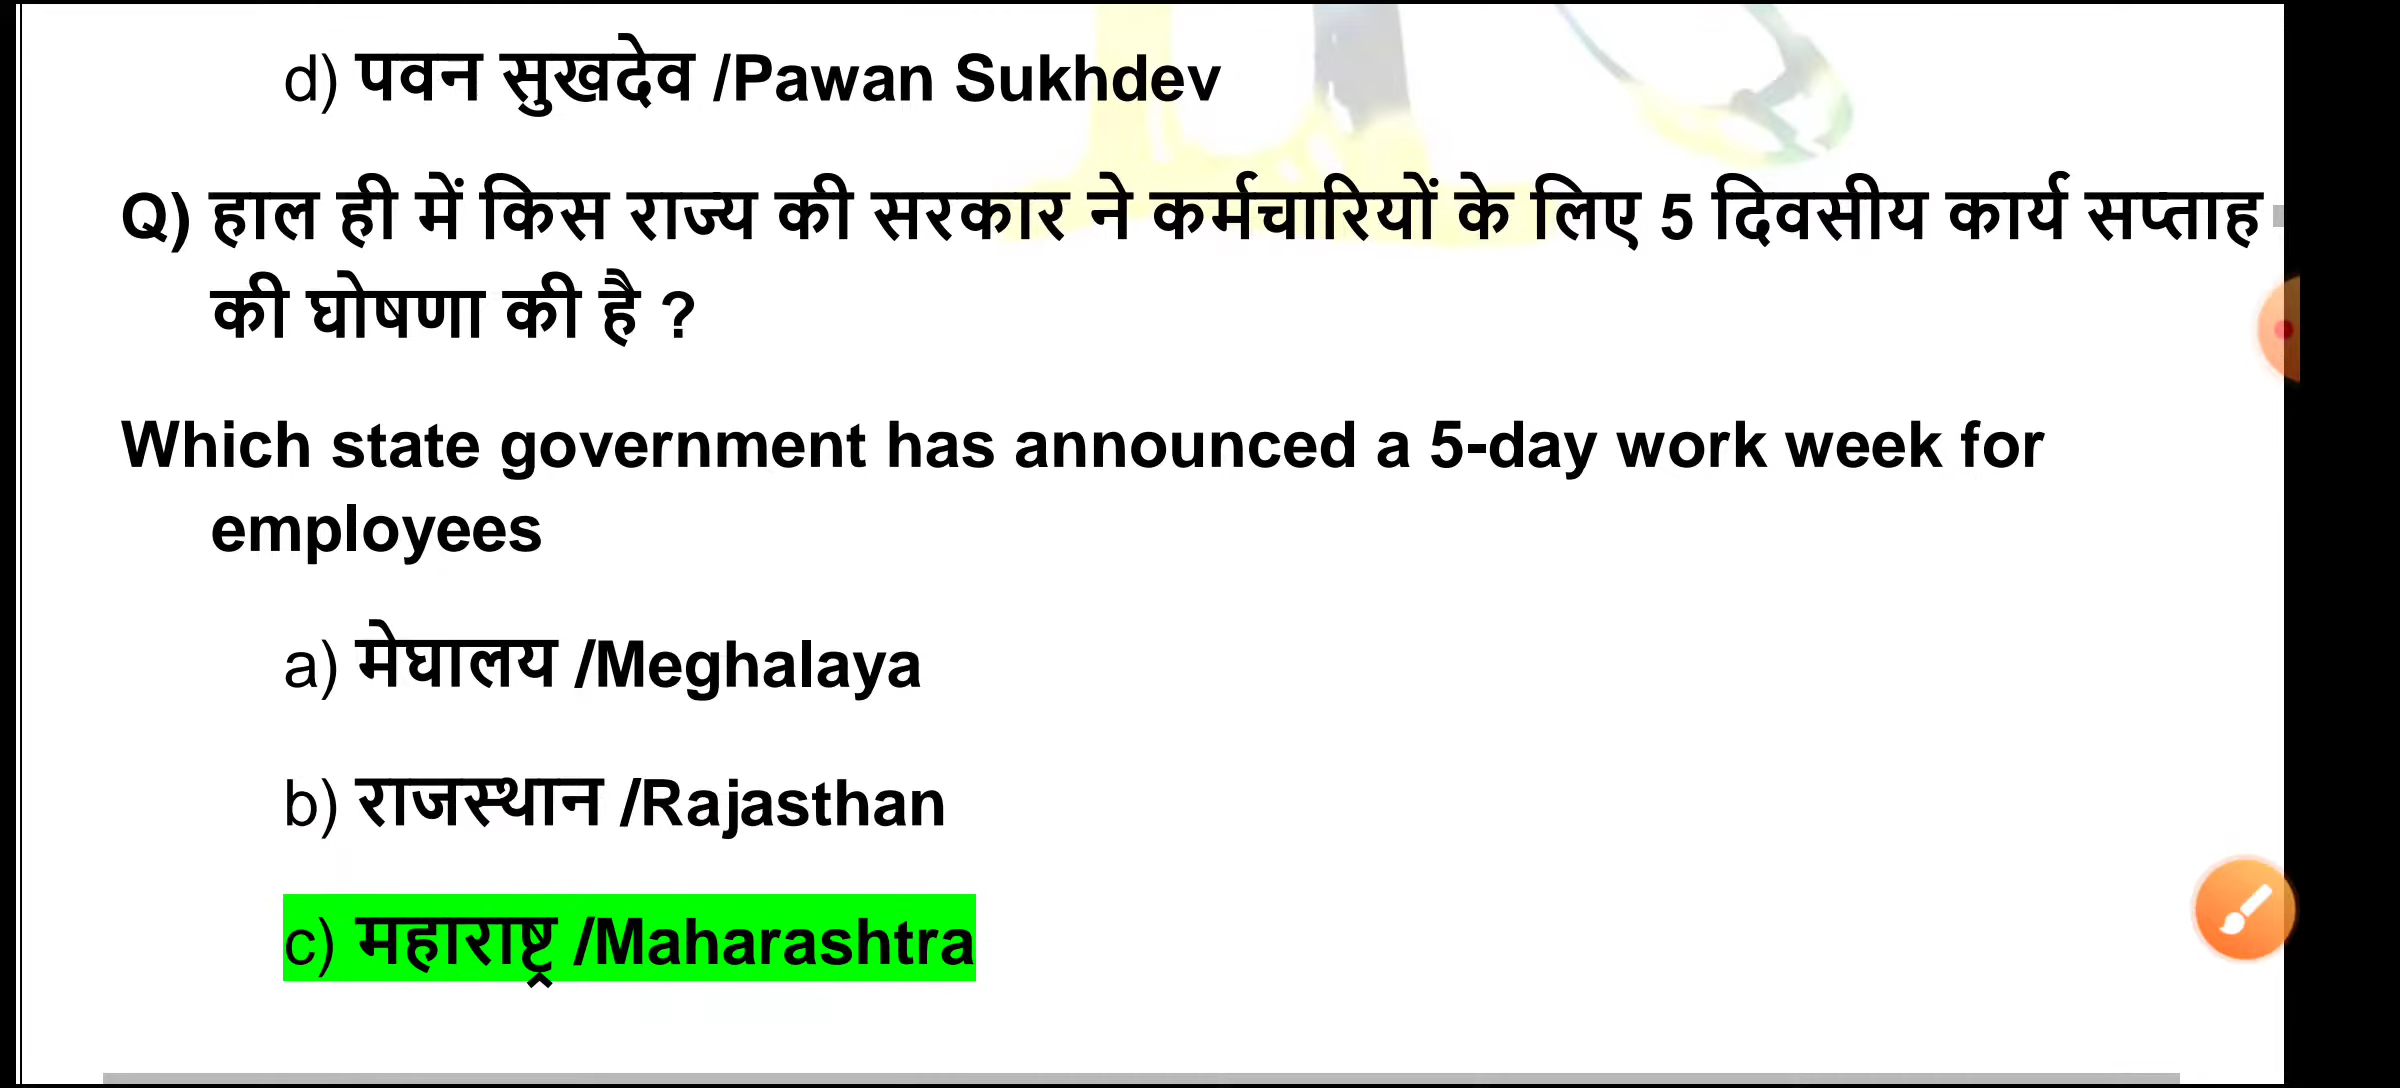 d) पवन सुखदेव /Pawan Sukhdev
Q) हाल ही में किस राज्य की सरकार ने कर्मचारियों के लिए 5 दिवसीय कार्य सप्ताह
की घोषणा की है ?
Which state government has announced a 5-day work week for
employees
a) मेघालय /Meghalaya
b) राजस्थान /Rajasthan
c) महाराष्ट्र /Maharashtra